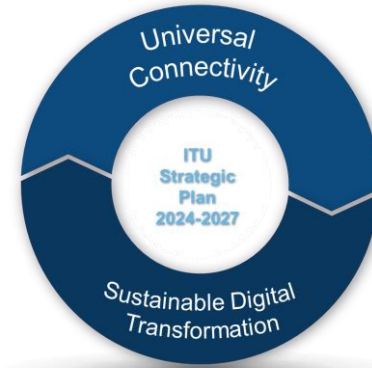 Universal
Connectivity
ITU
Strategic
Plan
2024-2027
Sustainable Digital
Transformation